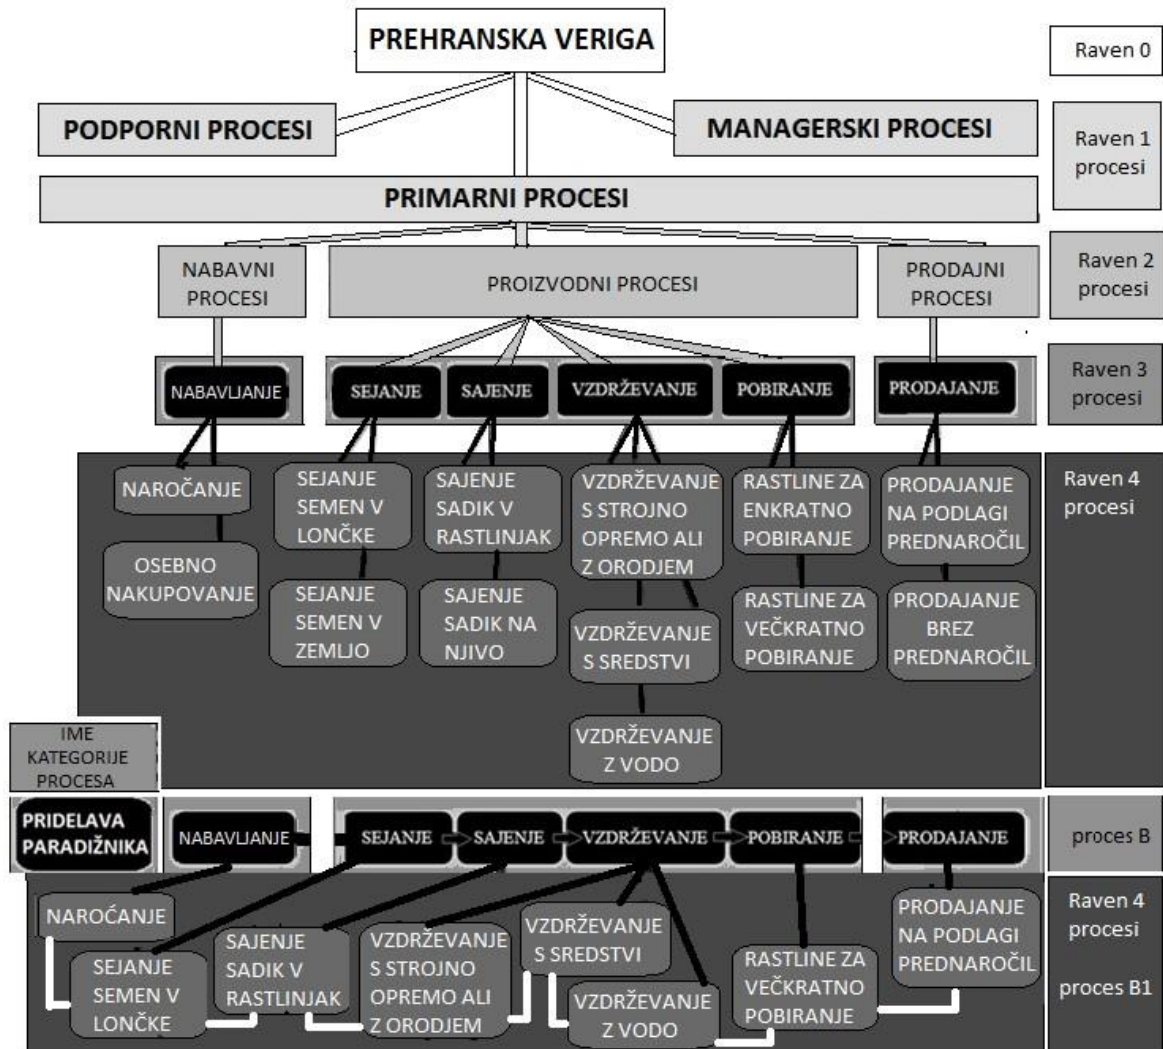 PREHRANSKA VERIGA
Raven 0
PODPORNI PROCESI
MANAGERSKI PROCESI
Raven 1
procesi
PRIMARNI PROCESI
NABAVNI
PROCESI
PROIZVODNI PROCESI
PRODAJNI
PROCESI
Raven 2
procesi
NABAVLJANJE
SEJANJE
SAJENJE
VZDRŽEVANJE
POBIRANJE
PRODAJANJE
Raven 3
procesi
NAROČANJE
OSEBNO
NAKUPOVANJE
SEJANJE
SEMEN V
LONČKE
SEJANJE
SEMEN V
ZEMLJO
SAJENJE
SADIK V
RASTLINJAK
SAJENJE
SADIK NA
NJIVO
VZDRŽEVANJE
S STROJNO
OPREMO ALI
Z ORODJEM
VZDRŽEVANJE
S SREDSTVI
VZDRŽEVANJE
Z VODO
RASTLINE ZA
ENKRATNO
POBIRANJE
RASTLINE ZA
VEČKRATNO
POBIRANJE
PRODAJANJE
NA PODLAGI
PREDNAROČIL
PRODAJANJE
BREZ
PREDNAROČIL
Raven 4
procesi
IME
KATEGORIJE
PROCESA
PRIDELAVA
PARADIŽNIKA
NABAVLJANJE
SEJANJE
SAJENJE
VZDRŽEVANJE
POBIRANJE
PRODAJANJE
proces B
NAROĆANJE
SEJANJE
SEMEN V
LONČKE
SAJENJE
SADIK V
RASTLINJAK
VZDRŽEVANJE
S STROJNO
OPREMO ALI
Z ORODJEM
VZDRŽEVANJE
S SREDSTVI
VZDRŽEVANJE
Z VODO
RASTLINE ZA
VEČKRATNO
POBIRANJE
PRODAJANJE
NA PODLAGI
PREDNAROČIL
Raven 4
procesi
proces B1